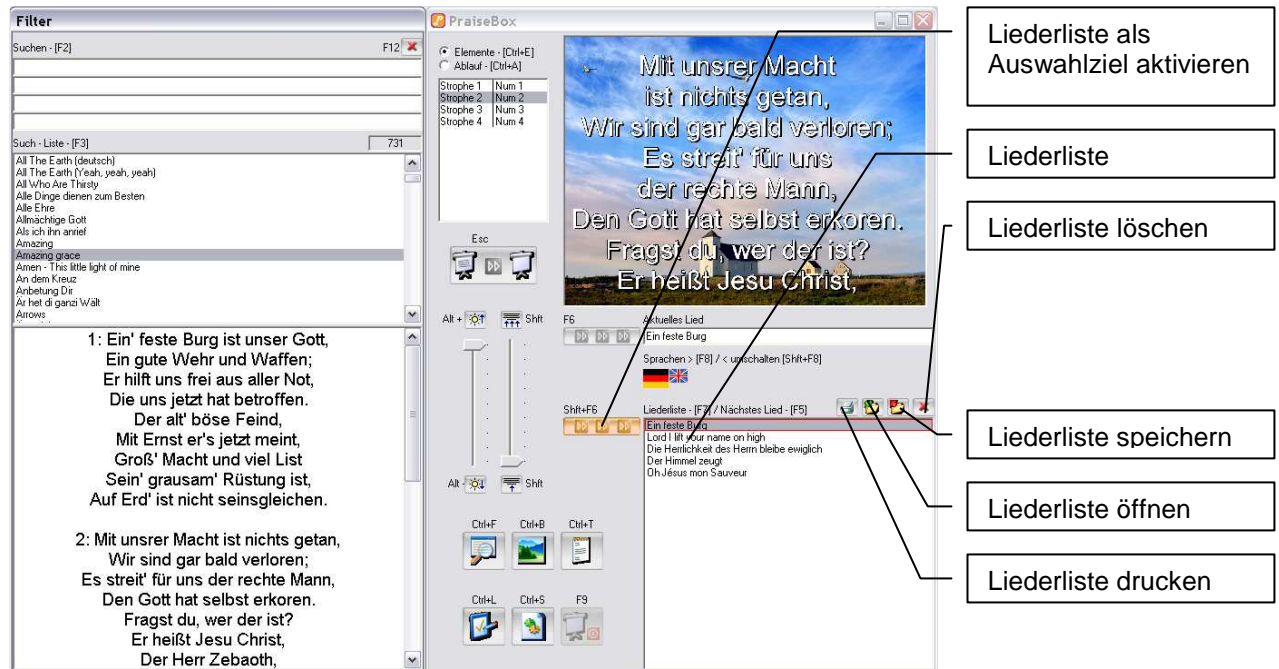 Filter
Suchen - [F2]
F12
Such - Liste - [F3]
731
All The Earth (deutsch)
All The Earth (Yeah, yeah, yeah)
All Who Are Thirsty
Alle Dinge dienen zum Besten
Alle Ehre
Allmächtige Gott
Als ich ihn anrief
Amazing
Amazing grace
Amen - This little light of mine
An dem Kreuz
Anbetung Dir
Är het di ganzi Wält
Arrows
1: Ein' feste Burg ist unser Gott,
Ein gute Wehr und Waffen;
Er hilft uns frei aus aller Not,
Die uns jetzt hat betroffen.
Der alt' böse Feind,
Mit Ernst er's jetzt meint,
Groß' Macht und viel List
Sein' grausam' Rüstung ist,
Auf Erd' ist nicht seinsgleichen.
2: Mit unsrer Macht ist nichts getan,
Wir sind gar bald verloren;
Es streit' für uns der rechte Mann,
Den Gott hat selbst erkoren.
Fragst du, wer der ist?
Er heißt Jesu Christ,
Der Herr Zebaoth,
PraiseBox
Elemente - [Ctrl+E]
Ablauf - [Ctrl+A]
Strophe 1 Num 1
Strophe 2 Num 2
Strophe 3 Num 3
Strophe 4 Num 4
Esc
Alt + Shft
Alt - Shft
Ctrl+F Ctrl+B Ctrl+T
Ctrl+L Ctrl+S F9
Mit unsrer Macht
ist nichts getan,
Wir sind gar bald verloren;
Es streit' für uns
der rechte Mann,
Den Gott hat selbst erkoren.
Fragst du, wer der ist?
Er heißt Jesu Christ,
F6
Aktuelles Lied
Ein feste Burg
Sprachen > [F8] / < umschalten [Shft+F8]
Shft+F6
Liederliste - [F7] / Nächstes Lied - [F5]
Ein feste Burg
Lord I lift your name on high
Die Herrlichkeit des Herrn bleibe ewiglich
Der Himmel zeugt
Oh Jésus mon Sauveur
Liederliste als
Auswahlziel aktivieren
Liederliste
Liederliste löschen
Liederliste speichern
Liederliste öffnen
Liederliste drucken